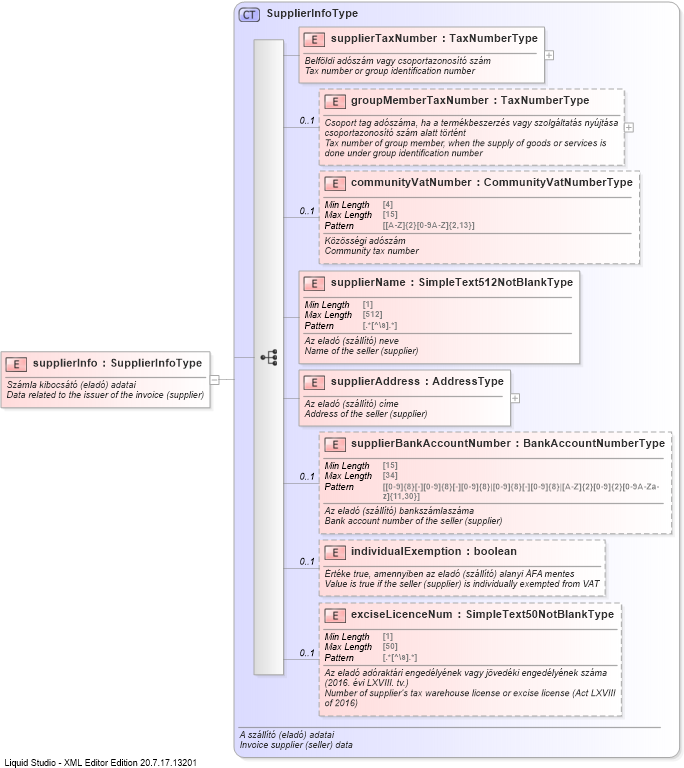 CT SupplierInfoType
E supplierTaxNumber : TaxNumberType
Belföldi adószám vagy csoportazonosító szám
Tax number or group identification number
E groupMemberTaxNumber : TaxNumberType
0..1
Csoport tag adószáma, ha a termékbeszerzés vagy szolgáltatás nyújtása
csoportazonosító szám alatt történt
Tax number of group member, when the supply of goods or services is
done under group identification number
E communityVatNumber : CommunityVatNumberType
0..1
Min Length [4]
Max Length [15]
Pattern [[A-Z]{2}[0-9A-Z]{2,13}]
Közösségi adószám
Community tax number
E supplierName : SimpleText512NotBlankType
Min Length [1]
Max Length [512]
Pattern [.*[^\s].*]
Az eladó (szállító) neve
Name of the seller (supplier)
E supplierInfo : SupplierInfoType
Számla kibocsátó (eladó) adatai
Data related to the issuer of the invoice (supplier)
E supplierAddress : AddressType
Az eladó (szállító) címe
Address of the seller (supplier)
E supplierBankAccountNumber : BankAccountNumberType
0..1
Min Length [15]
Max Length [34]
Pattern [[0-9]{8}[-][0-9]{8}[-][0-9]{8}|[0-9]{8}[-][0-9]{8}|[A-Z]{2}[0-9]{2}[0-9A-Za-
z]{11,30}]
Az eladó (szállító) bankszámlaszáma
Bank account number of the seller (supplier)
E individualExemption : boolean
0..1
Értéke true, amennyiben az eladó (szállító) alanyi ÁFA mentes
Value is true if the seller (supplier) is individually exempted from VAT
E exciseLicenceNum : SimpleText50NotBlankType
0..1
Min Length [1]
Max Length [50]
Pattern [.*[^\s].*]
Az eladó adóraktári engedélyének vagy jövedéki engedélyének száma
(2016. évi LXVIII. tv.)
Number of supplier's tax warehouse license or excise license (Act LXVIII
of 2016)
A szállító (eladó) adatai
Invoice supplier (seller) data
Liquid Studio - XML Editor Edition 20.7.17.13201